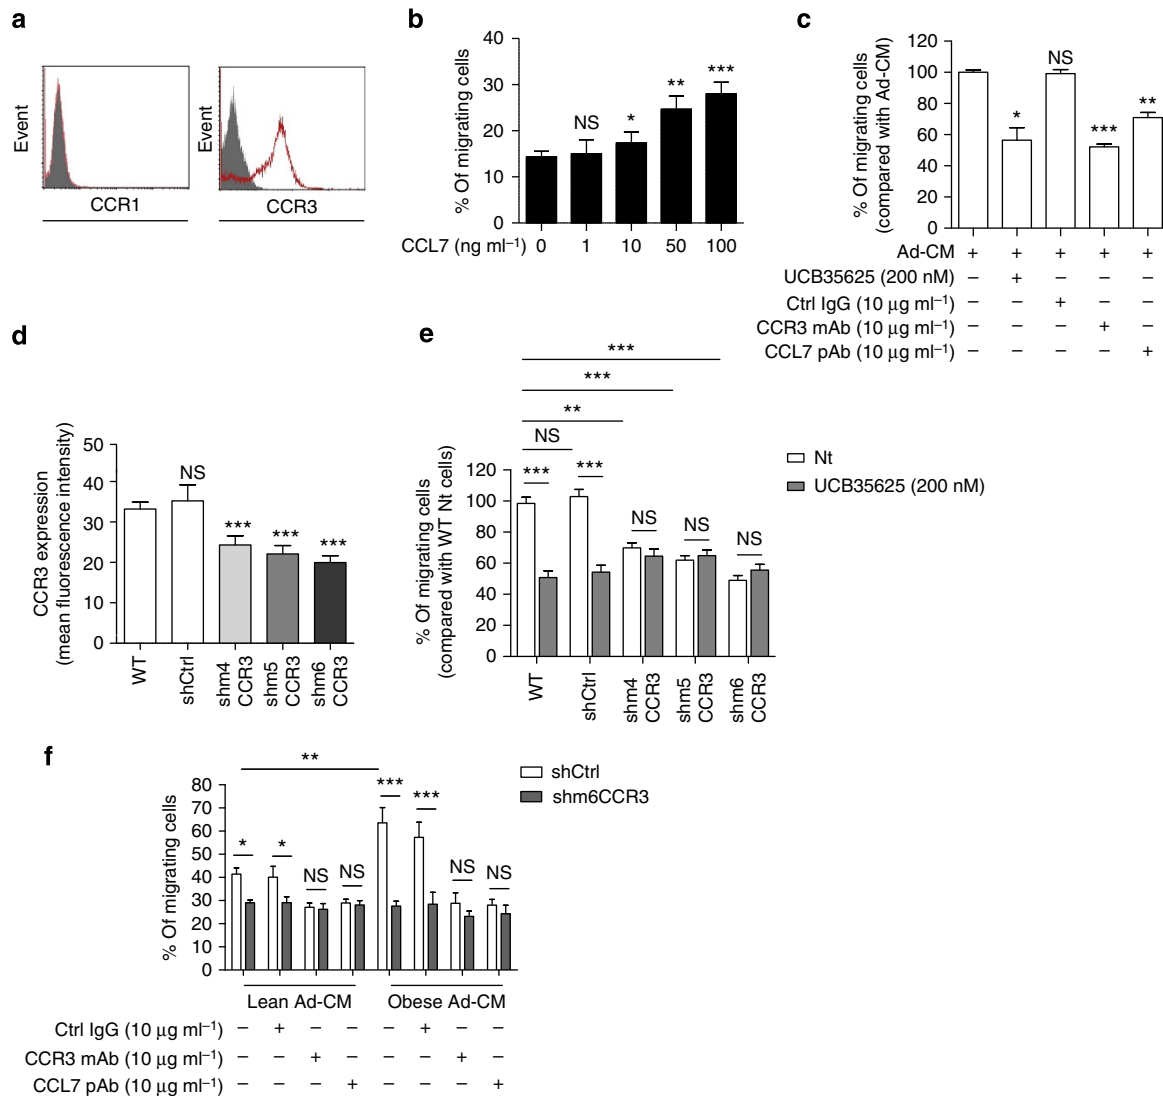 a
Event
CCR1
Event
CCR3
b
% Of migrating cells
40
30
20
10
0
NS
*
**
***
CCL7 (ng ml⁻¹) 0 1 10 50 100
c
% Of migrating cells
(compared with Ad-CM)
120
100
80
60
40
20
0
*
NS
***
**
Ad-CM + + + + +
UCB35625 (200 nM) – + – – –
Ctrl IgG (10 μg ml⁻¹) – – + – –
CCR3 mAb (10 μg ml⁻¹) – – – + –
CCL7 pAb (10 μg ml⁻¹) – – – – +
d
CCR3 expression
(mean fluorescence intensity)
50
40
30
20
10
0
NS
***
***
***
WT
shCtrl
shm4
CCR3
shm5
CCR3
shm6
CCR3
e
% Of migrating cells
(compared with WT Nt cells)
120
100
80
60
40
20
0
***
***
**
NS
***
***
NS
NS
NS
Nt
UCB35625 (200 nM)
WT
shCtrl
shm4
CCR3
shm5
CCR3
shm6
CCR3
f
% Of migrating cells
80
70
60
50
40
30
20
10
0
**
*
*
NS
NS
***
***
NS
NS
shCtrl
shm6CCR3
Lean Ad-CM Obese Ad-CM
Ctrl IgG (10 μg ml⁻¹) – + – – – + – –
CCR3 mAb (10 μg ml⁻¹) – – + – – – + –
CCL7 pAb (10 μg ml⁻¹) – – – + – – – +